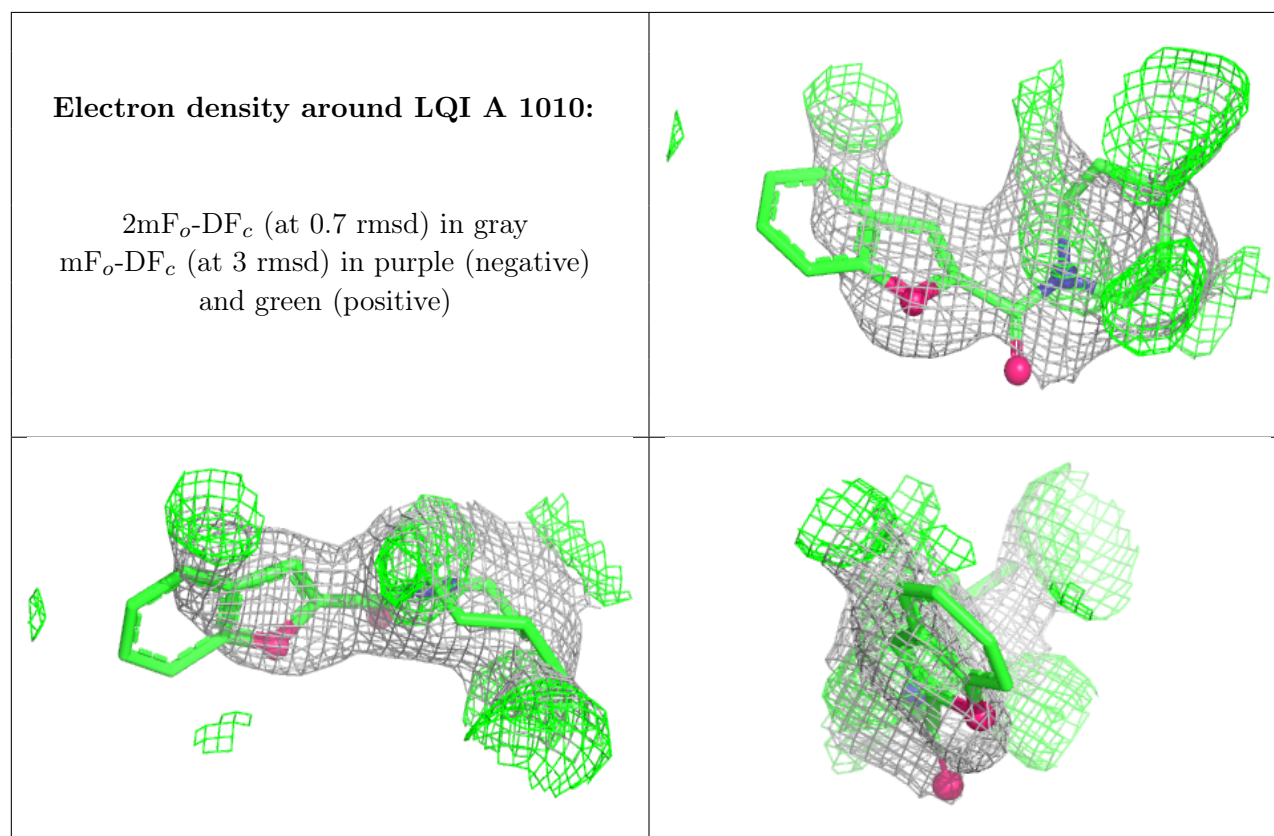 Electron density around LQI A 1010:
2mFo-DFc (at 0.7 rmsd) in gray
mFo-DFc (at 3 rmsd) in purple (negative)
and green (positive)